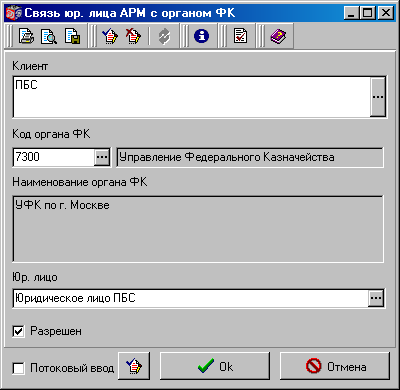 Связь юр. лица АРМ с органом ФК
Клиент
ПБС
Код органа ФК
7300 Управление Федерального Казначейства
Наименование органа ФК
УФК по г. Москве
Юр. лицо
Юридическое лицо ПБС
Разрешен
Потоковый ввод Ok Отмена